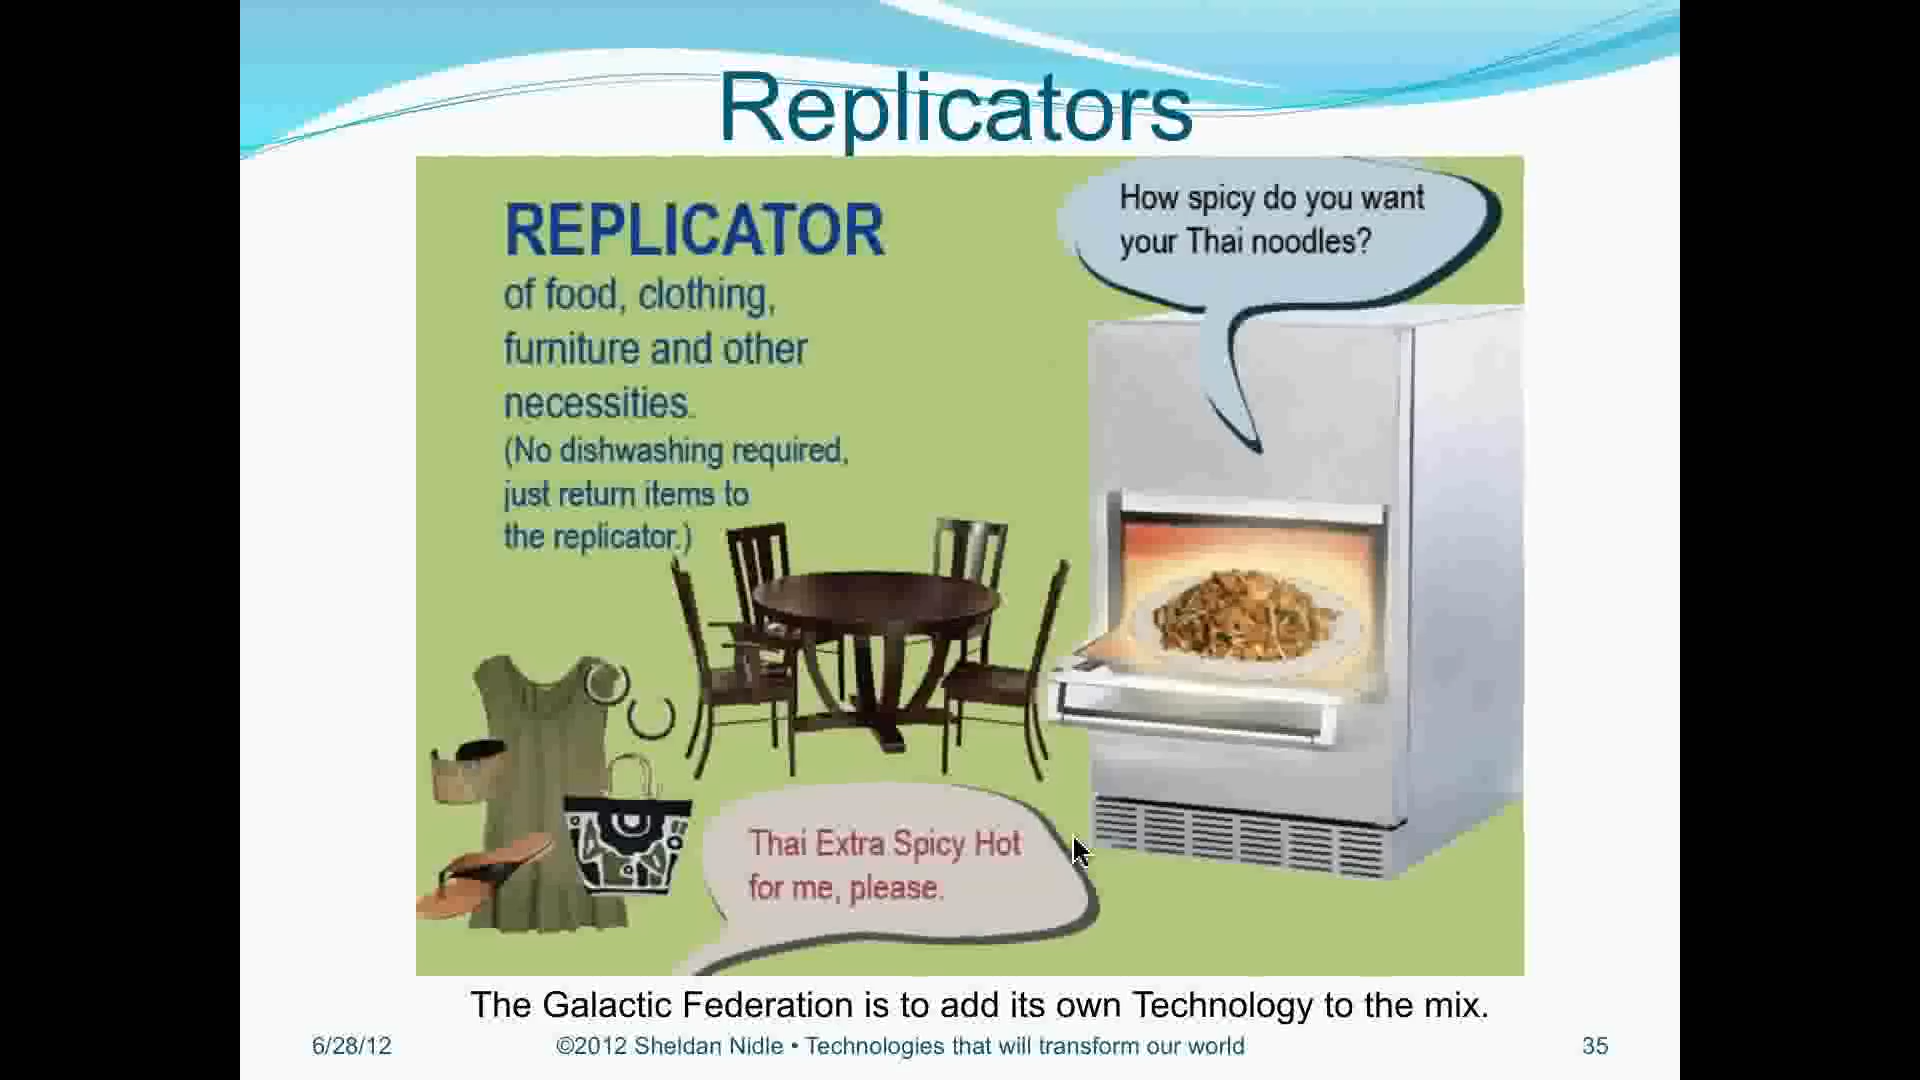 Replicators
REPLICATOR
of food, clothing,
furniture and other
necessities.
(No dishwashing required,
just return items to
the replicator.)
How spicy do you want
your Thai noodles?
Thai Extra Spicy Hot
for me, please.
The Galactic Federation is to add its own Technology to the mix.
6/28/12
©2012 Sheldan Nidle • Technologies that will transform our world
35